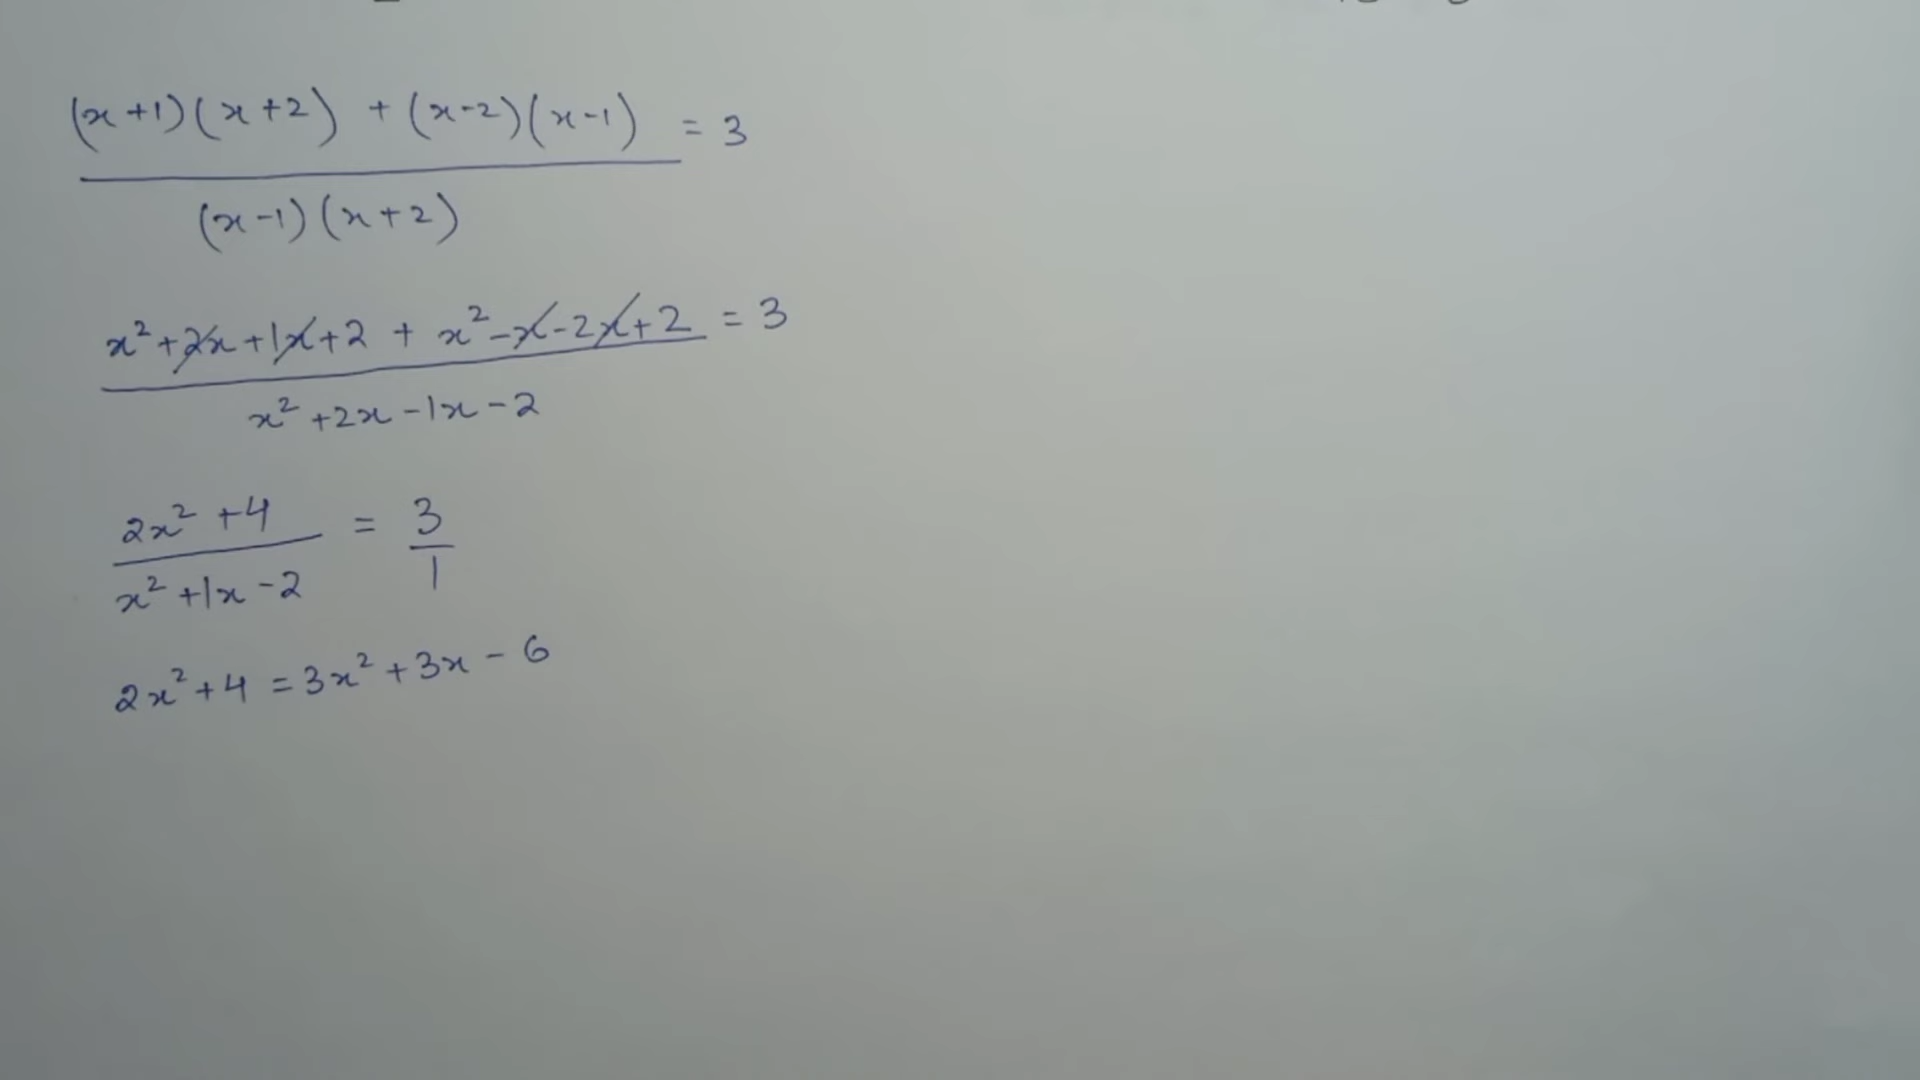 (x+1)(x+2) + (x-2)(x-1) = 3
(x-1)(x+2)
x² +2x +1x +2 + x² -x -2x +2 = 3
x² +2x -1x -2
2x² +4 = 3
x² +1x -2 1
2x² +4 = 3x² +3x - 6